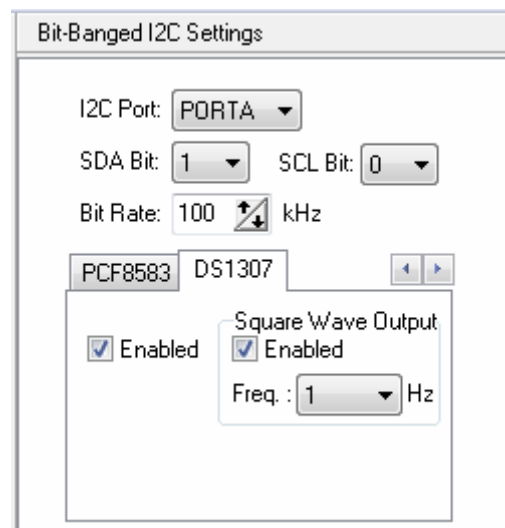 Bit-Banged I2C Settings
I2C Port: PORTA
SDA Bit: 1 SCL Bit: 0
Bit Rate: 100 kHz
PCF8583 DS1307
Square Wave Output
Enabled Enabled
Freq. : 1 Hz